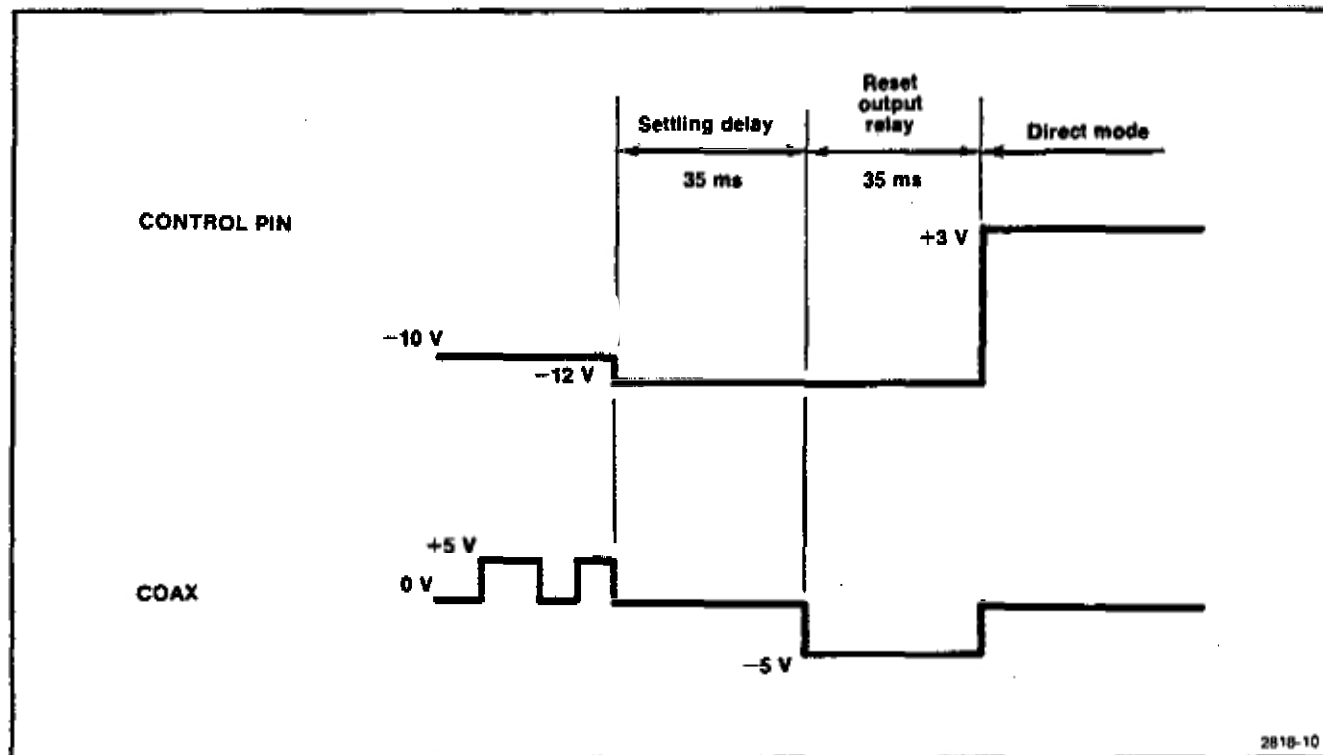 Settling delay
Reset
output
relay
Direct mode
35 ms
35 ms
CONTROL PIN
+3 V
−10 V
−12 V
+5 V
0 V
COAX
−5 V
2818-10